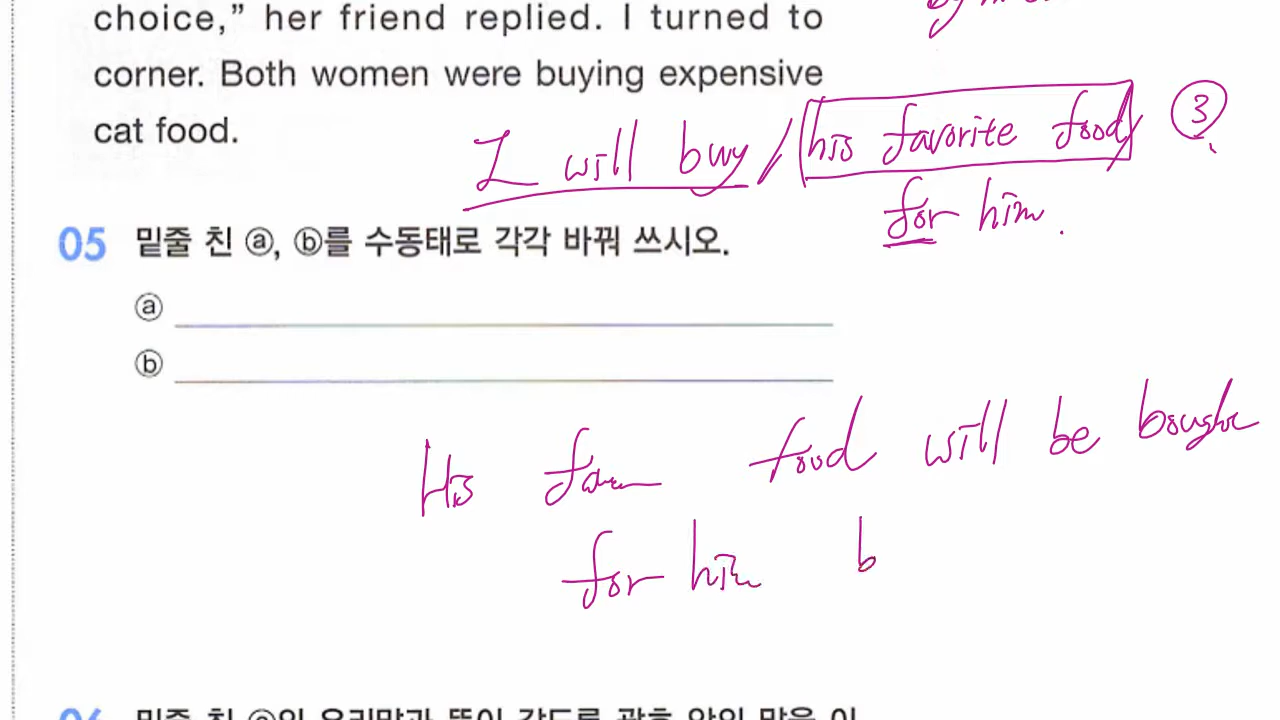 choice,” her friend replied. I turned to
corner. Both women were buying expensive
cat food.
I will buy / his favorite food ③
for him.
05 밑줄 친 ⓐ, ⓑ를 수동태로 각각 바꿔 쓰시오.
ⓐ
ⓑ
His food will be bought
for him b